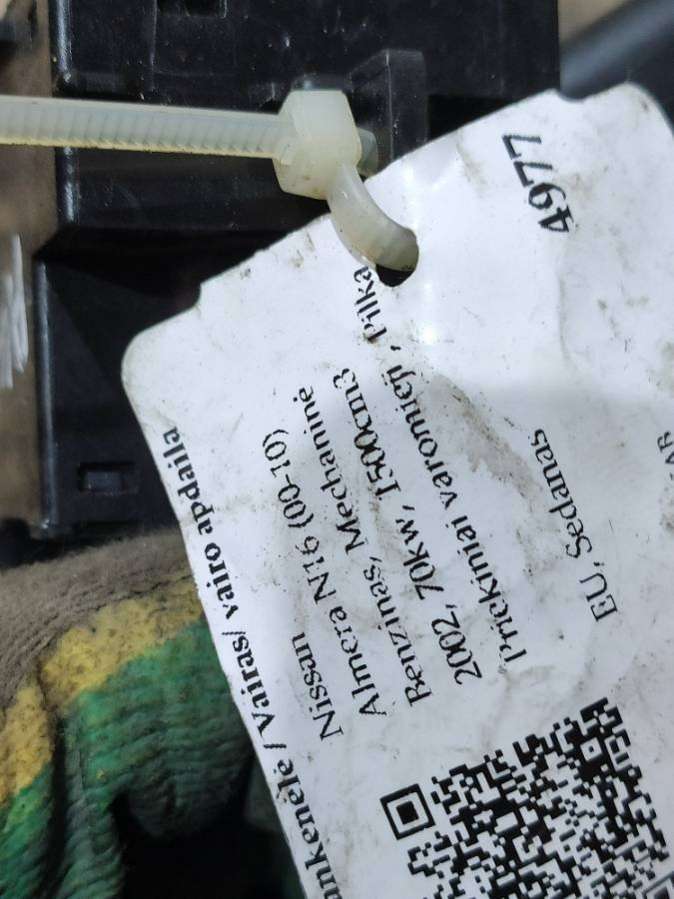 ankenėlė / Vairas/ vairo apdaila
Nissan
Almera N16 (00-10)
Benzinas, Mechaninė
2002, 70kw, 1500cm3
Priekiniai varomieji , Pilka
EU, Sedanas
4977